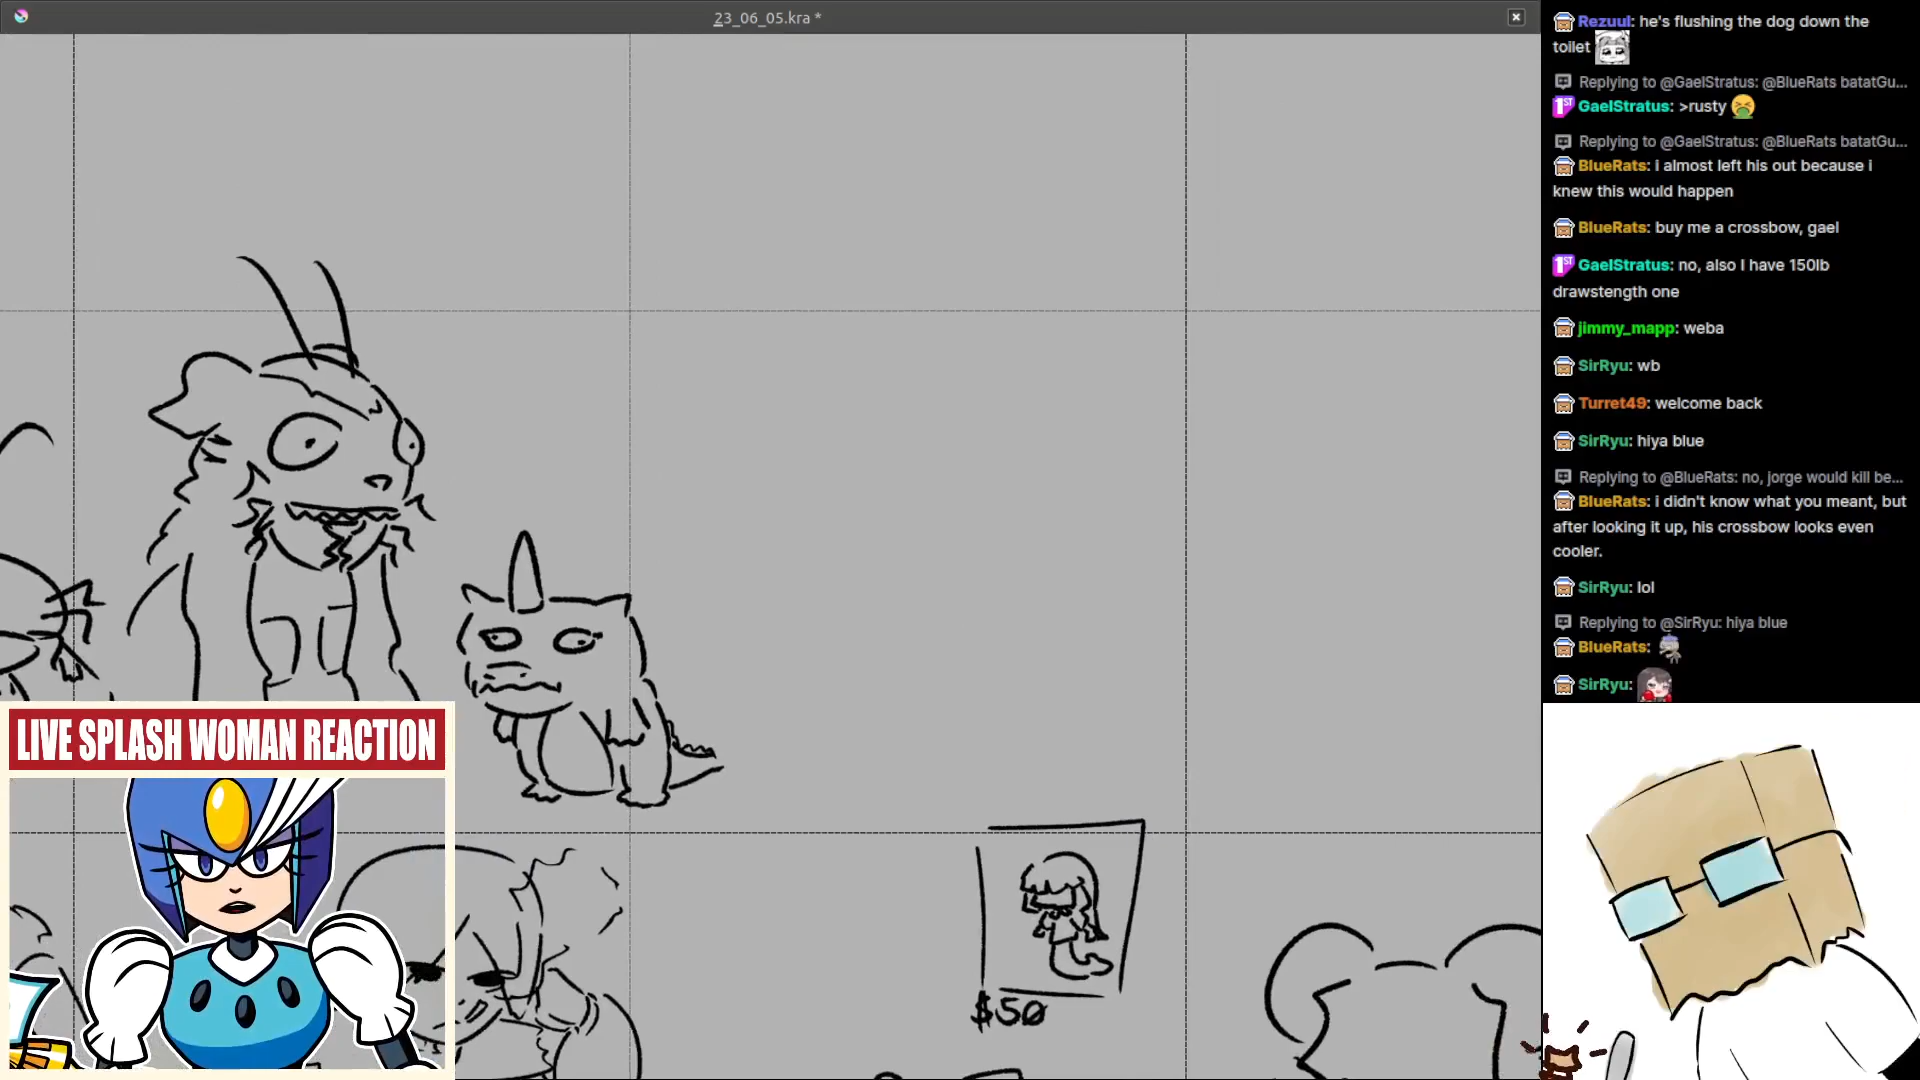 23_06_05.kra *
Rezuul: he's flushing the dog down the
toilet
Replying to @GaelStratus: @BlueRats batatGu...
1ST GaelStratus: >rusty
Replying to @GaelStratus: @BlueRats batatGu...
BlueRats: i almost left his out because i
knew this would happen
BlueRats: buy me a crossbow, gael
1ST GaelStratus: no, also I have 150lb
drawstength one
jimmy_mapp: weba
SirRyu: wb
Turret49: welcome back
SirRyu: hiya blue
Replying to @BlueRats: no, jorge would kill be...
BlueRats: i didn't know what you meant, but
after looking it up, his crossbow looks even
cooler.
SirRyu: lol
Replying to @SirRyu: hiya blue
BlueRats:
SirRyu:
LIVE SPLASH WOMAN REACTION
$50